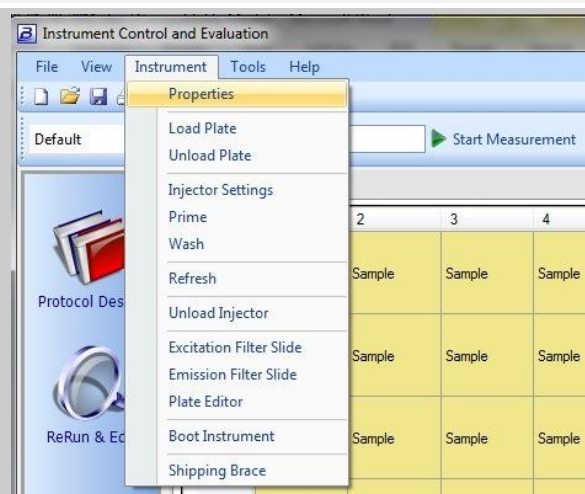 Instrument Control and Evaluation
File View Instrument Tools Help
Default
Start Measurement
Properties
Load Plate
Unload Plate
Injector Settings
Prime
Wash
Refresh
Unload Injector
Excitation Filter Slide
Emission Filter Slide
Plate Editor
Boot Instrument
Shipping Brace
Protocol Des
ReRun & Ed
2 3 4
Sample Sample Sample
Sample Sample Sample
Sample Sample Sample